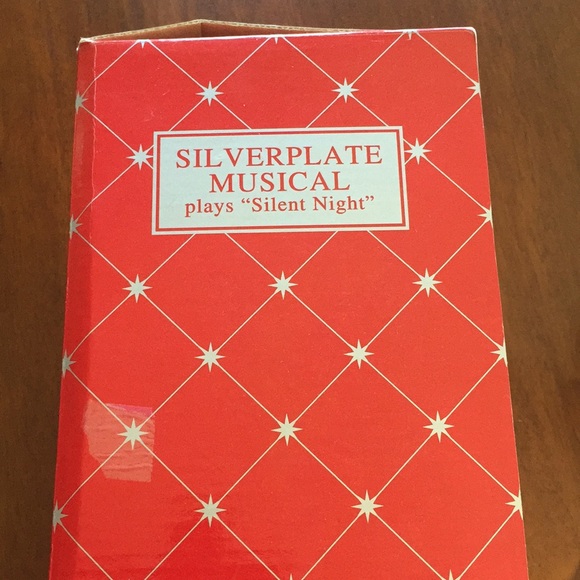 SILVERPLATE
MUSICAL
plays “Silent Night”